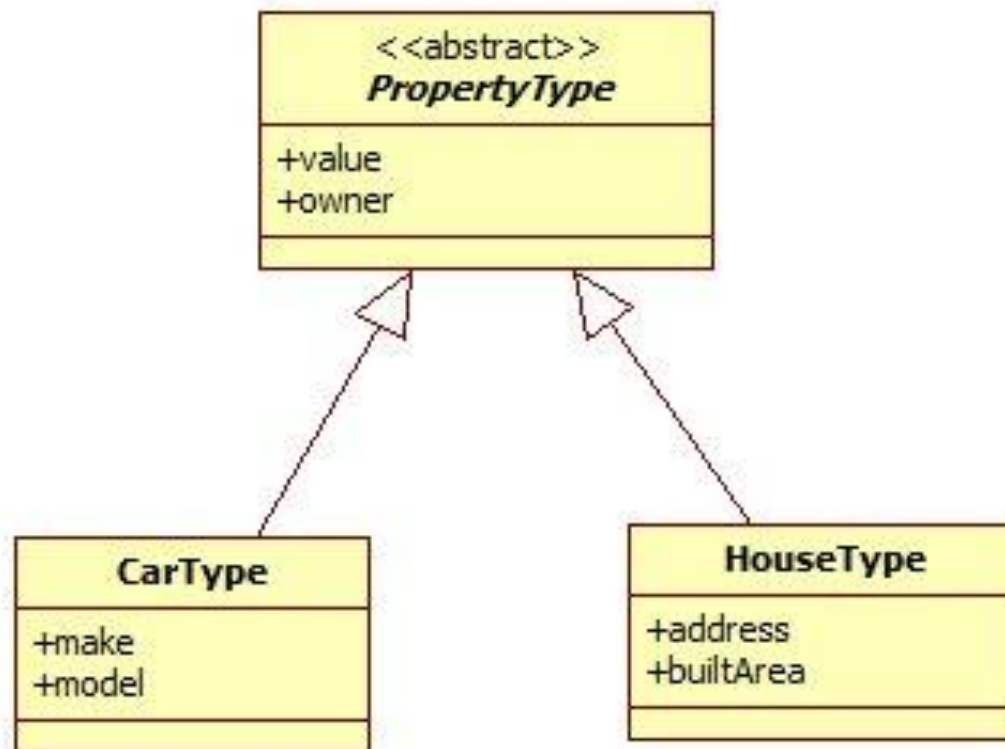 <<abstract>>
PropertyType
+value
+owner
CarType
+make
+model
HouseType
+address
+builtArea